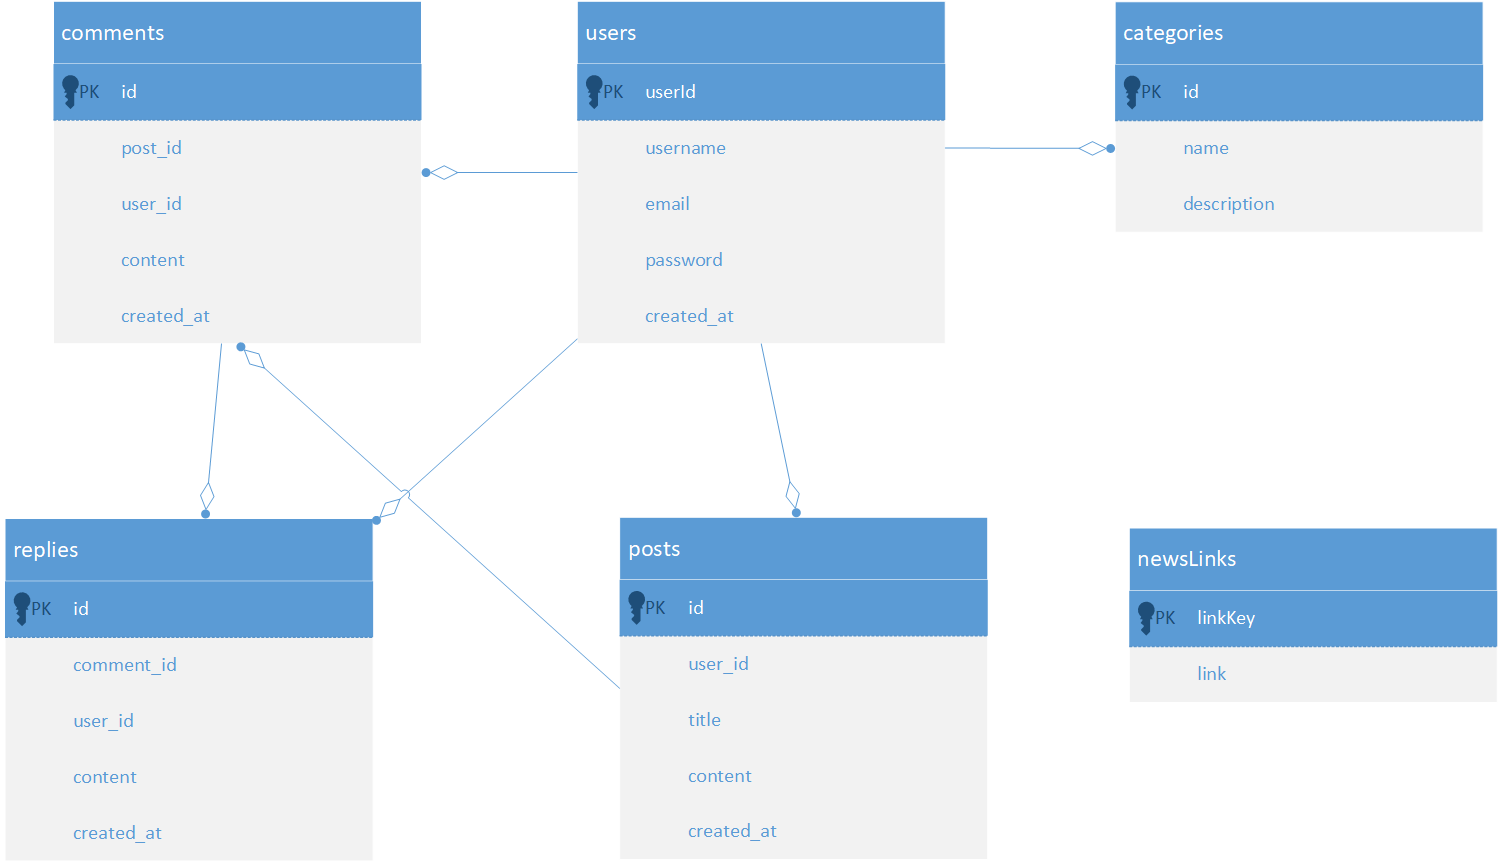 comments
PK id
post_id
user_id
content
created_at
users
PK userId
username
email
password
created_at
categories
PK id
name
description
replies
PK id
comment_id
user_id
content
created_at
posts
PK id
user_id
title
content
created_at
newsLinks
PK linkKey
link